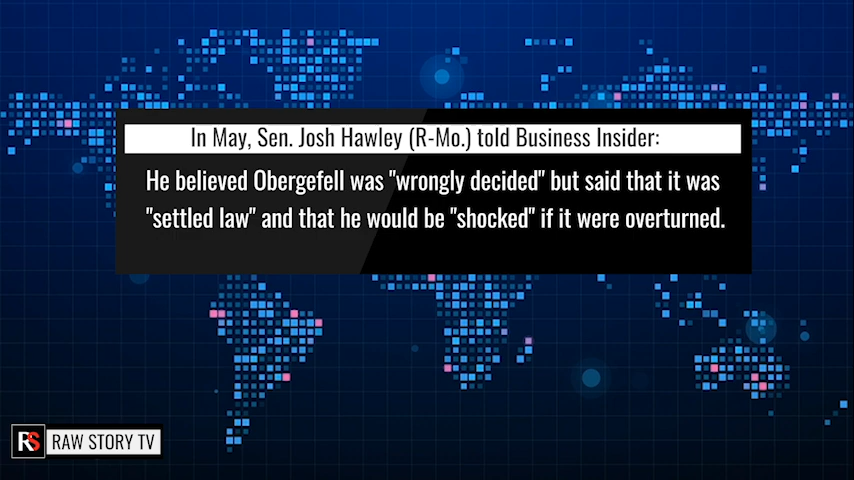 In May, Sen. Josh Hawley (R-Mo.) told Business Insider:
He believed Obergefell was "wrongly decided" but said that it was
"settled law" and that he would be "shocked" if it were overturned.
RS RAW STORY TV